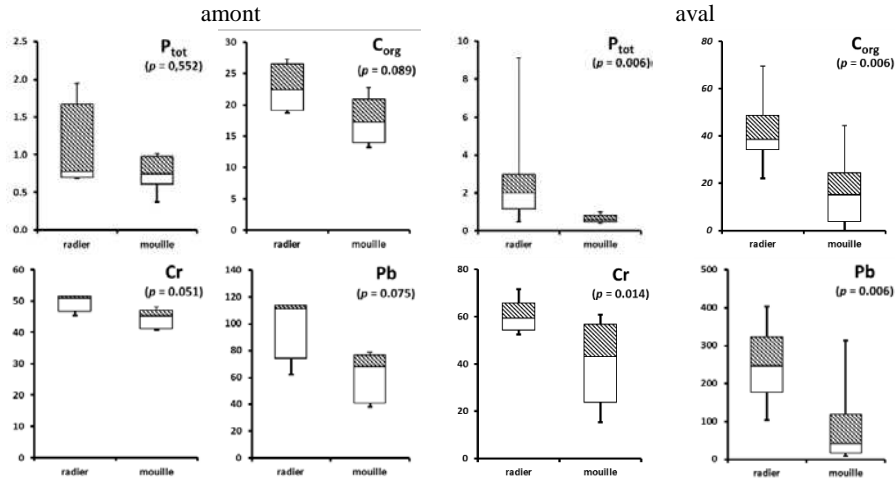 amont
aval
P_tot
(p = 0,552)
2.5
2.0
1.5
1.0
0.5
0.0
radier
mouille
C_org
(p = 0.089)
30
25
20
15
10
5
0
radier
mouille
P_tot
(p = 0.006)
10
8
6
4
2
0
radier
mouille
C_org
(p = 0.006)
80
60
40
20
0
radier
mouille
Cr
(p = 0.051)
60
50
40
30
20
10
0
radier
mouille
Pb
(p = 0.075)
140
120
100
80
60
40
20
0
radier
mouille
Cr
(p = 0.014)
80
60
40
20
0
radier
mouille
Pb
(p = 0.006)
500
400
300
200
100
0
radier
mouille